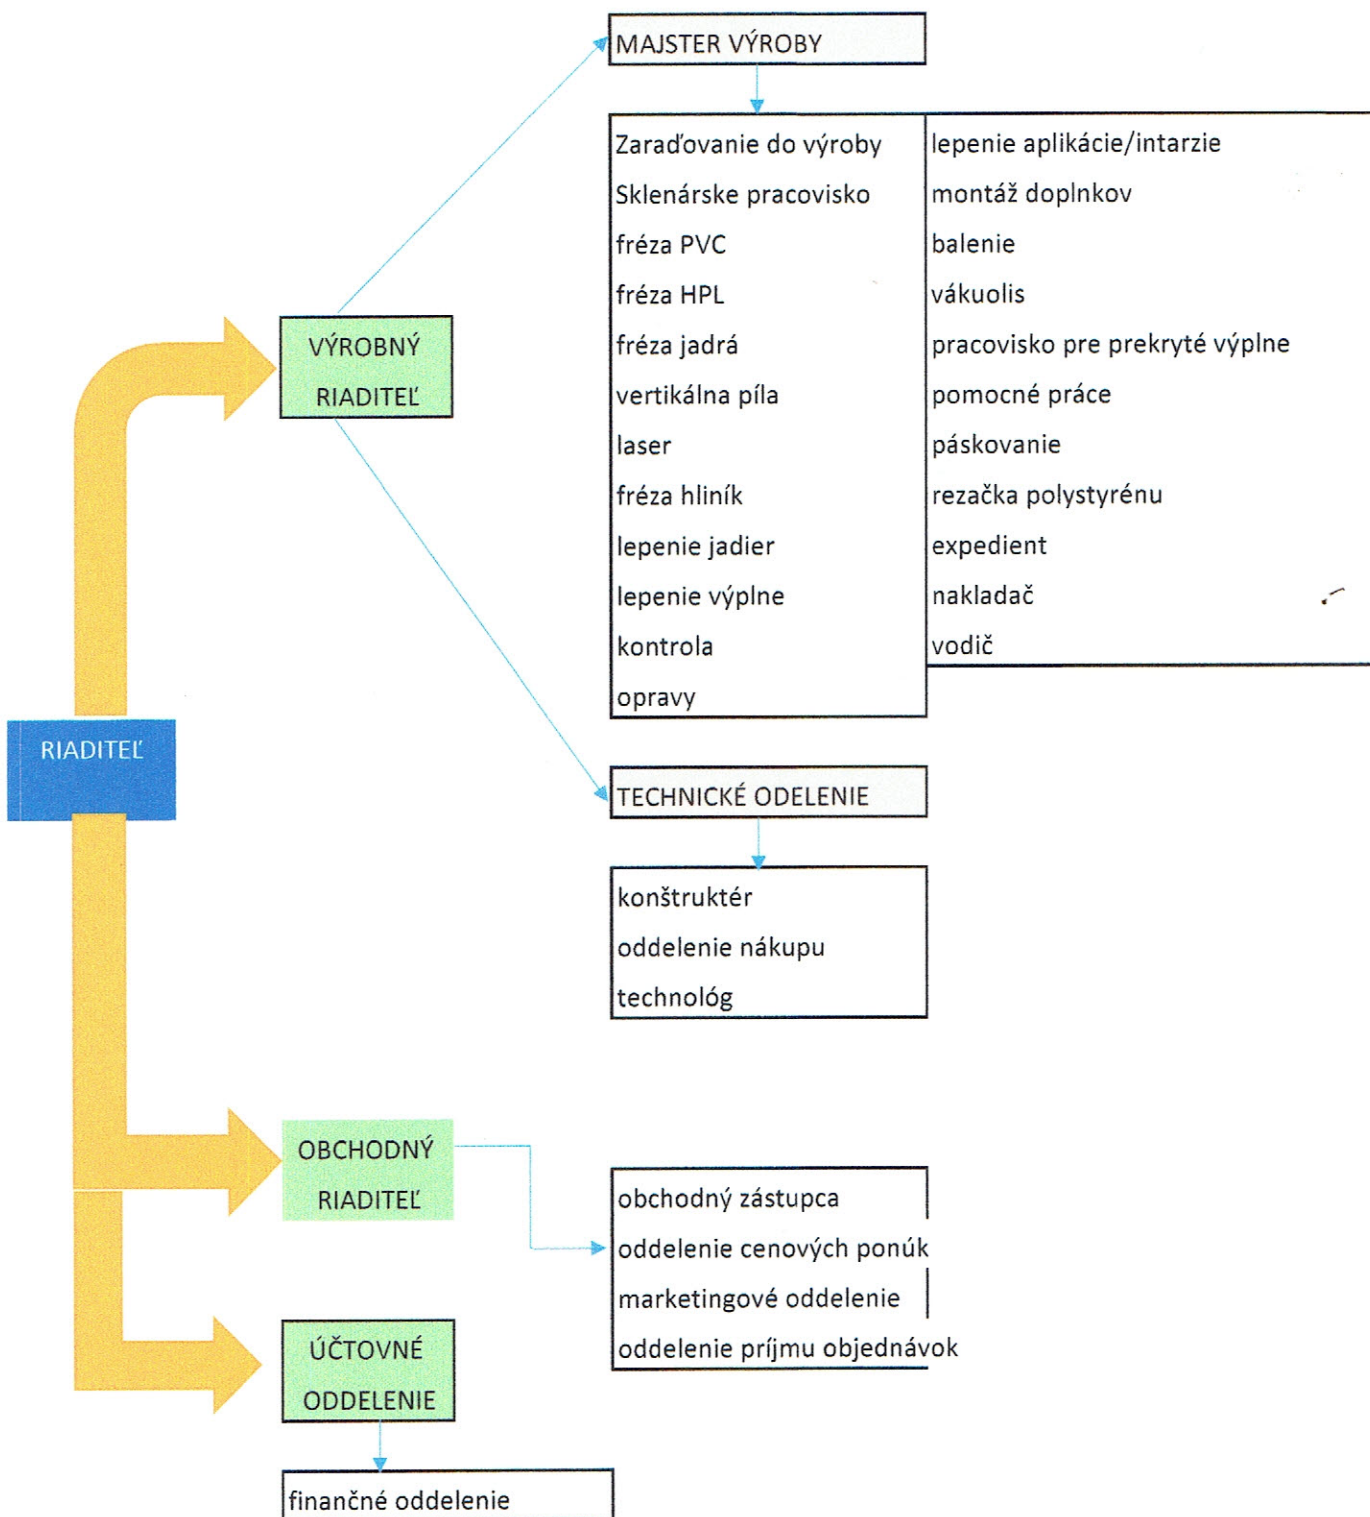 MAJSTER VÝROBY
Zaraďovanie do výroby
Sklenárske pracovisko
fréza PVC
fréza HPL
fréza jadrá
vertikálna píla
laser
fréza hliník
lepenie jadier
lepenie výplne
kontrola
opravy
lepenie aplikácie/intarzie
montáž doplnkov
balenie
vákuolis
pracovisko pre prekryté výplne
pomocné práce
páskovanie
rezačka polystyrénu
expedient
nakladač
vodič
VÝROBNÝ
RIADITEĽ
RIADITEĽ
TECHNICKÉ ODELENIE
konštruktér
oddelenie nákupu
technológ
OBCHODNÝ
RIADITEĽ
obchodný zástupca
oddelenie cenových ponúk
marketingové oddelenie
oddelenie príjmu objednávok
ÚČTOVNÉ
ODDELENIE
finančné oddelenie